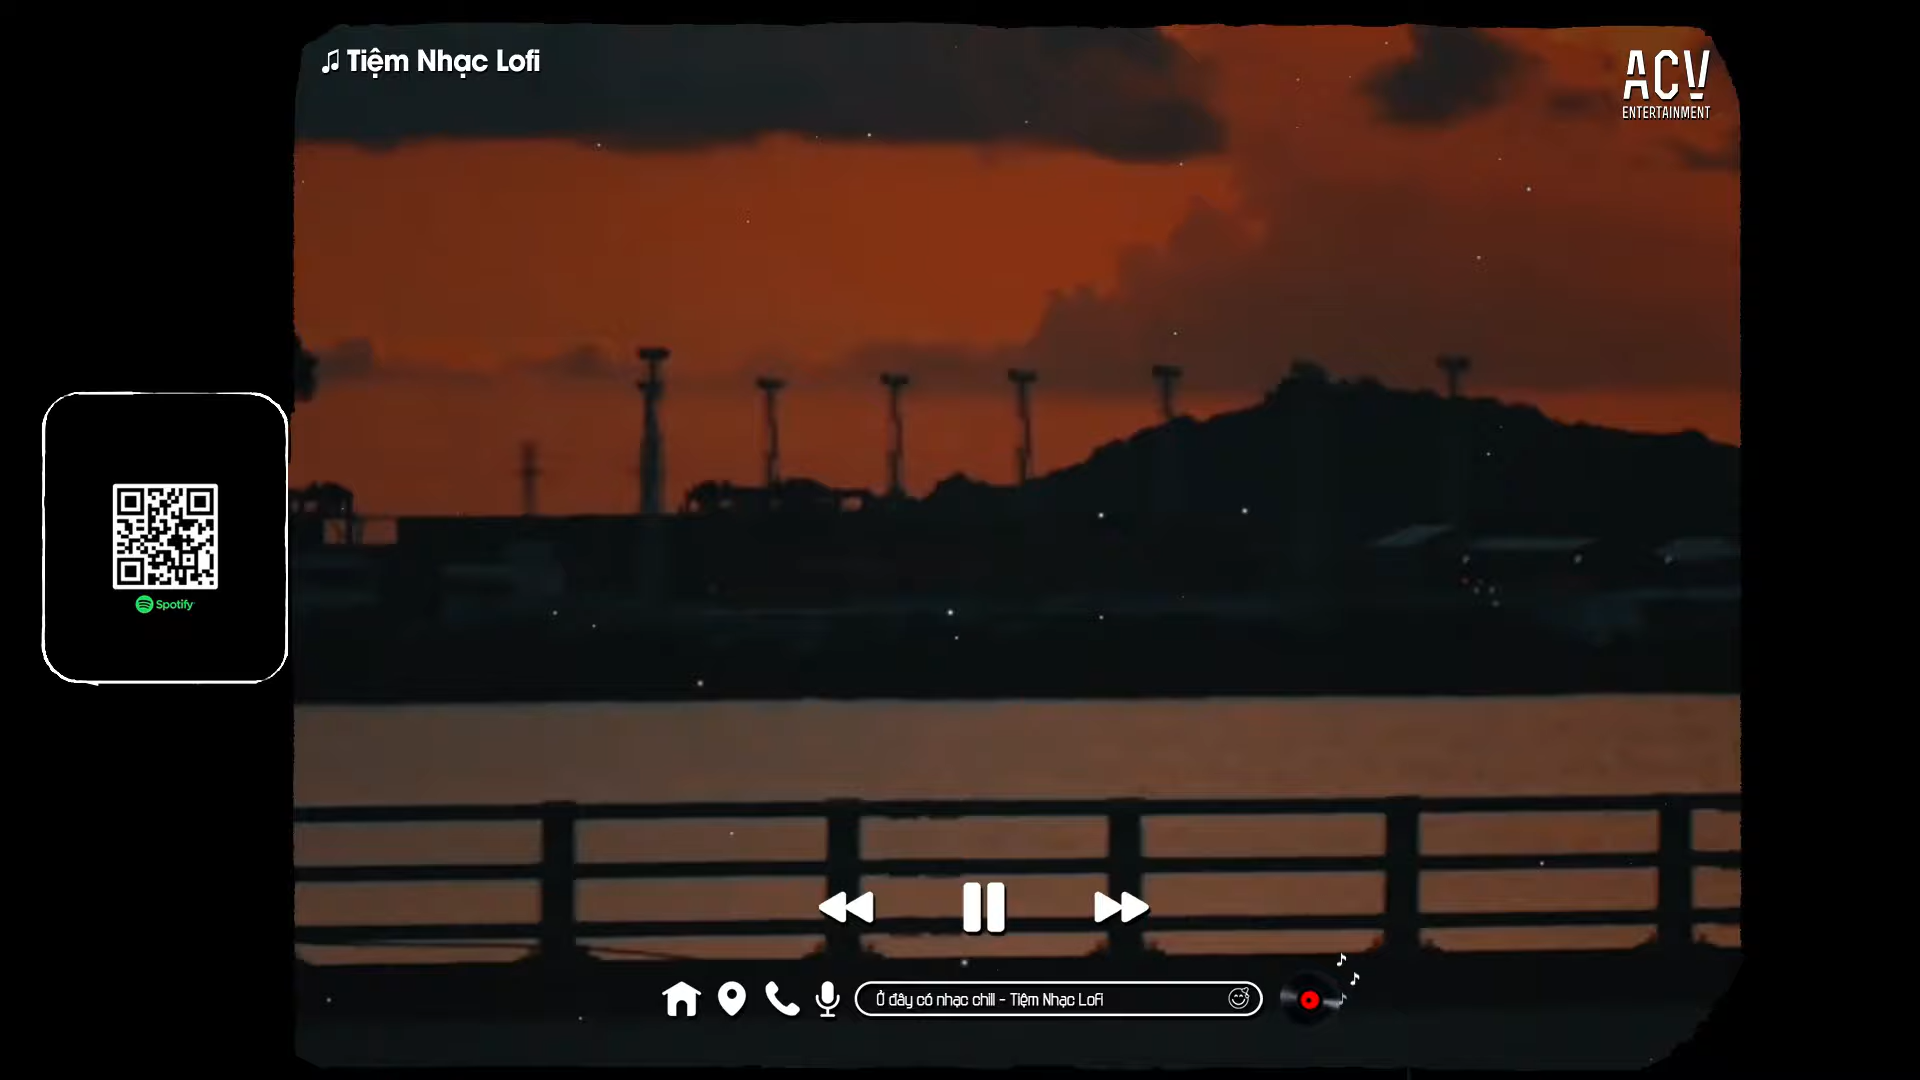 Tiệm Nhạc Lofi
ACV
ENTERTAINMENT
Spotify
Ở đây có nhạc chill - Tiệm Nhạc Lofi